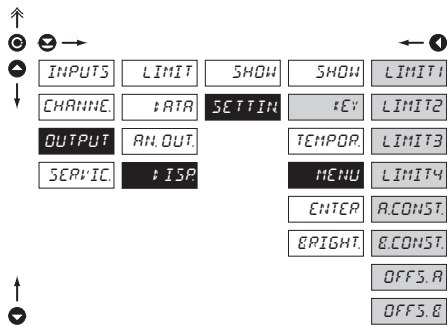 INPUTS LIMIT SHOW SHOW LIMIT1
CHANNE. DATA SETTIN. KEY LIMIT2
OUTPUT AN. OUT. TEMPOR. LIMIT3
SERVIC. DISP. MENU LIMIT4
ENTER A.CONST.
BRIGHT. B.CONST.
OFFS. A
OFFS. B